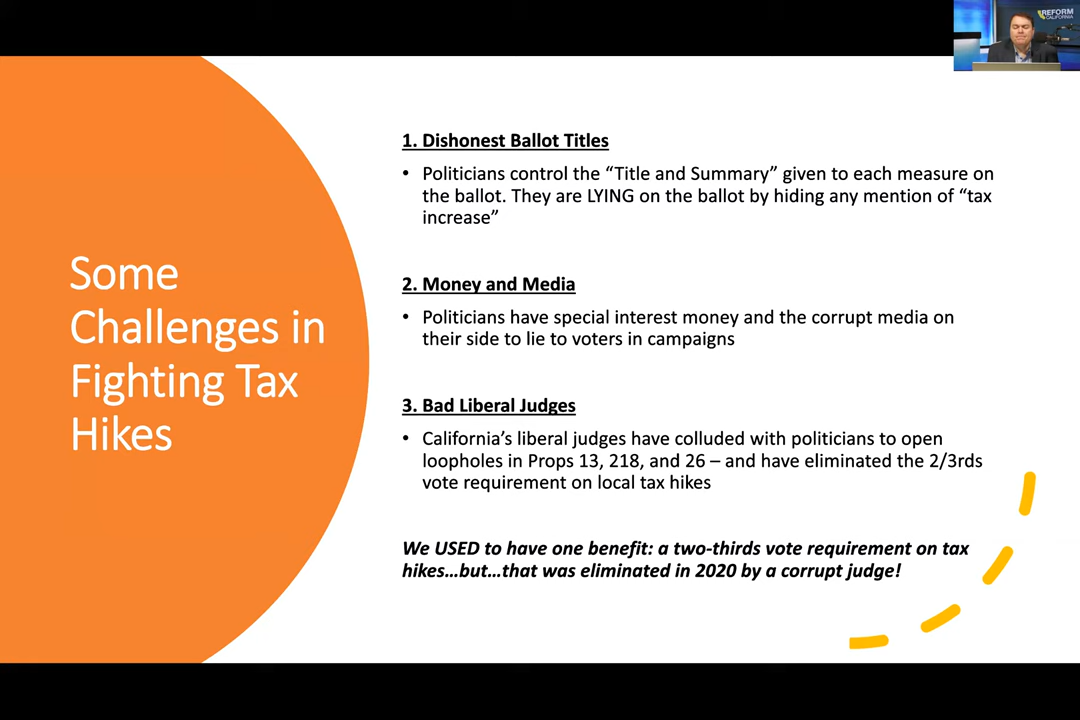 REFORM
CALIFORNIA
Some
Challenges in
Fighting Tax
Hikes
1. Dishonest Ballot Titles
• Politicians control the “Title and Summary” given to each measure on
the ballot. They are LYING on the ballot by hiding any mention of “tax
increase”
2. Money and Media
• Politicians have special interest money and the corrupt media on
their side to lie to voters in campaigns
3. Bad Liberal Judges
• California’s liberal judges have colluded with politicians to open
loopholes in Props 13, 218, and 26 – and have eliminated the 2/3rds
vote requirement on local tax hikes
We USED to have one benefit: a two-thirds vote requirement on tax
hikes…but…that was eliminated in 2020 by a corrupt judge!